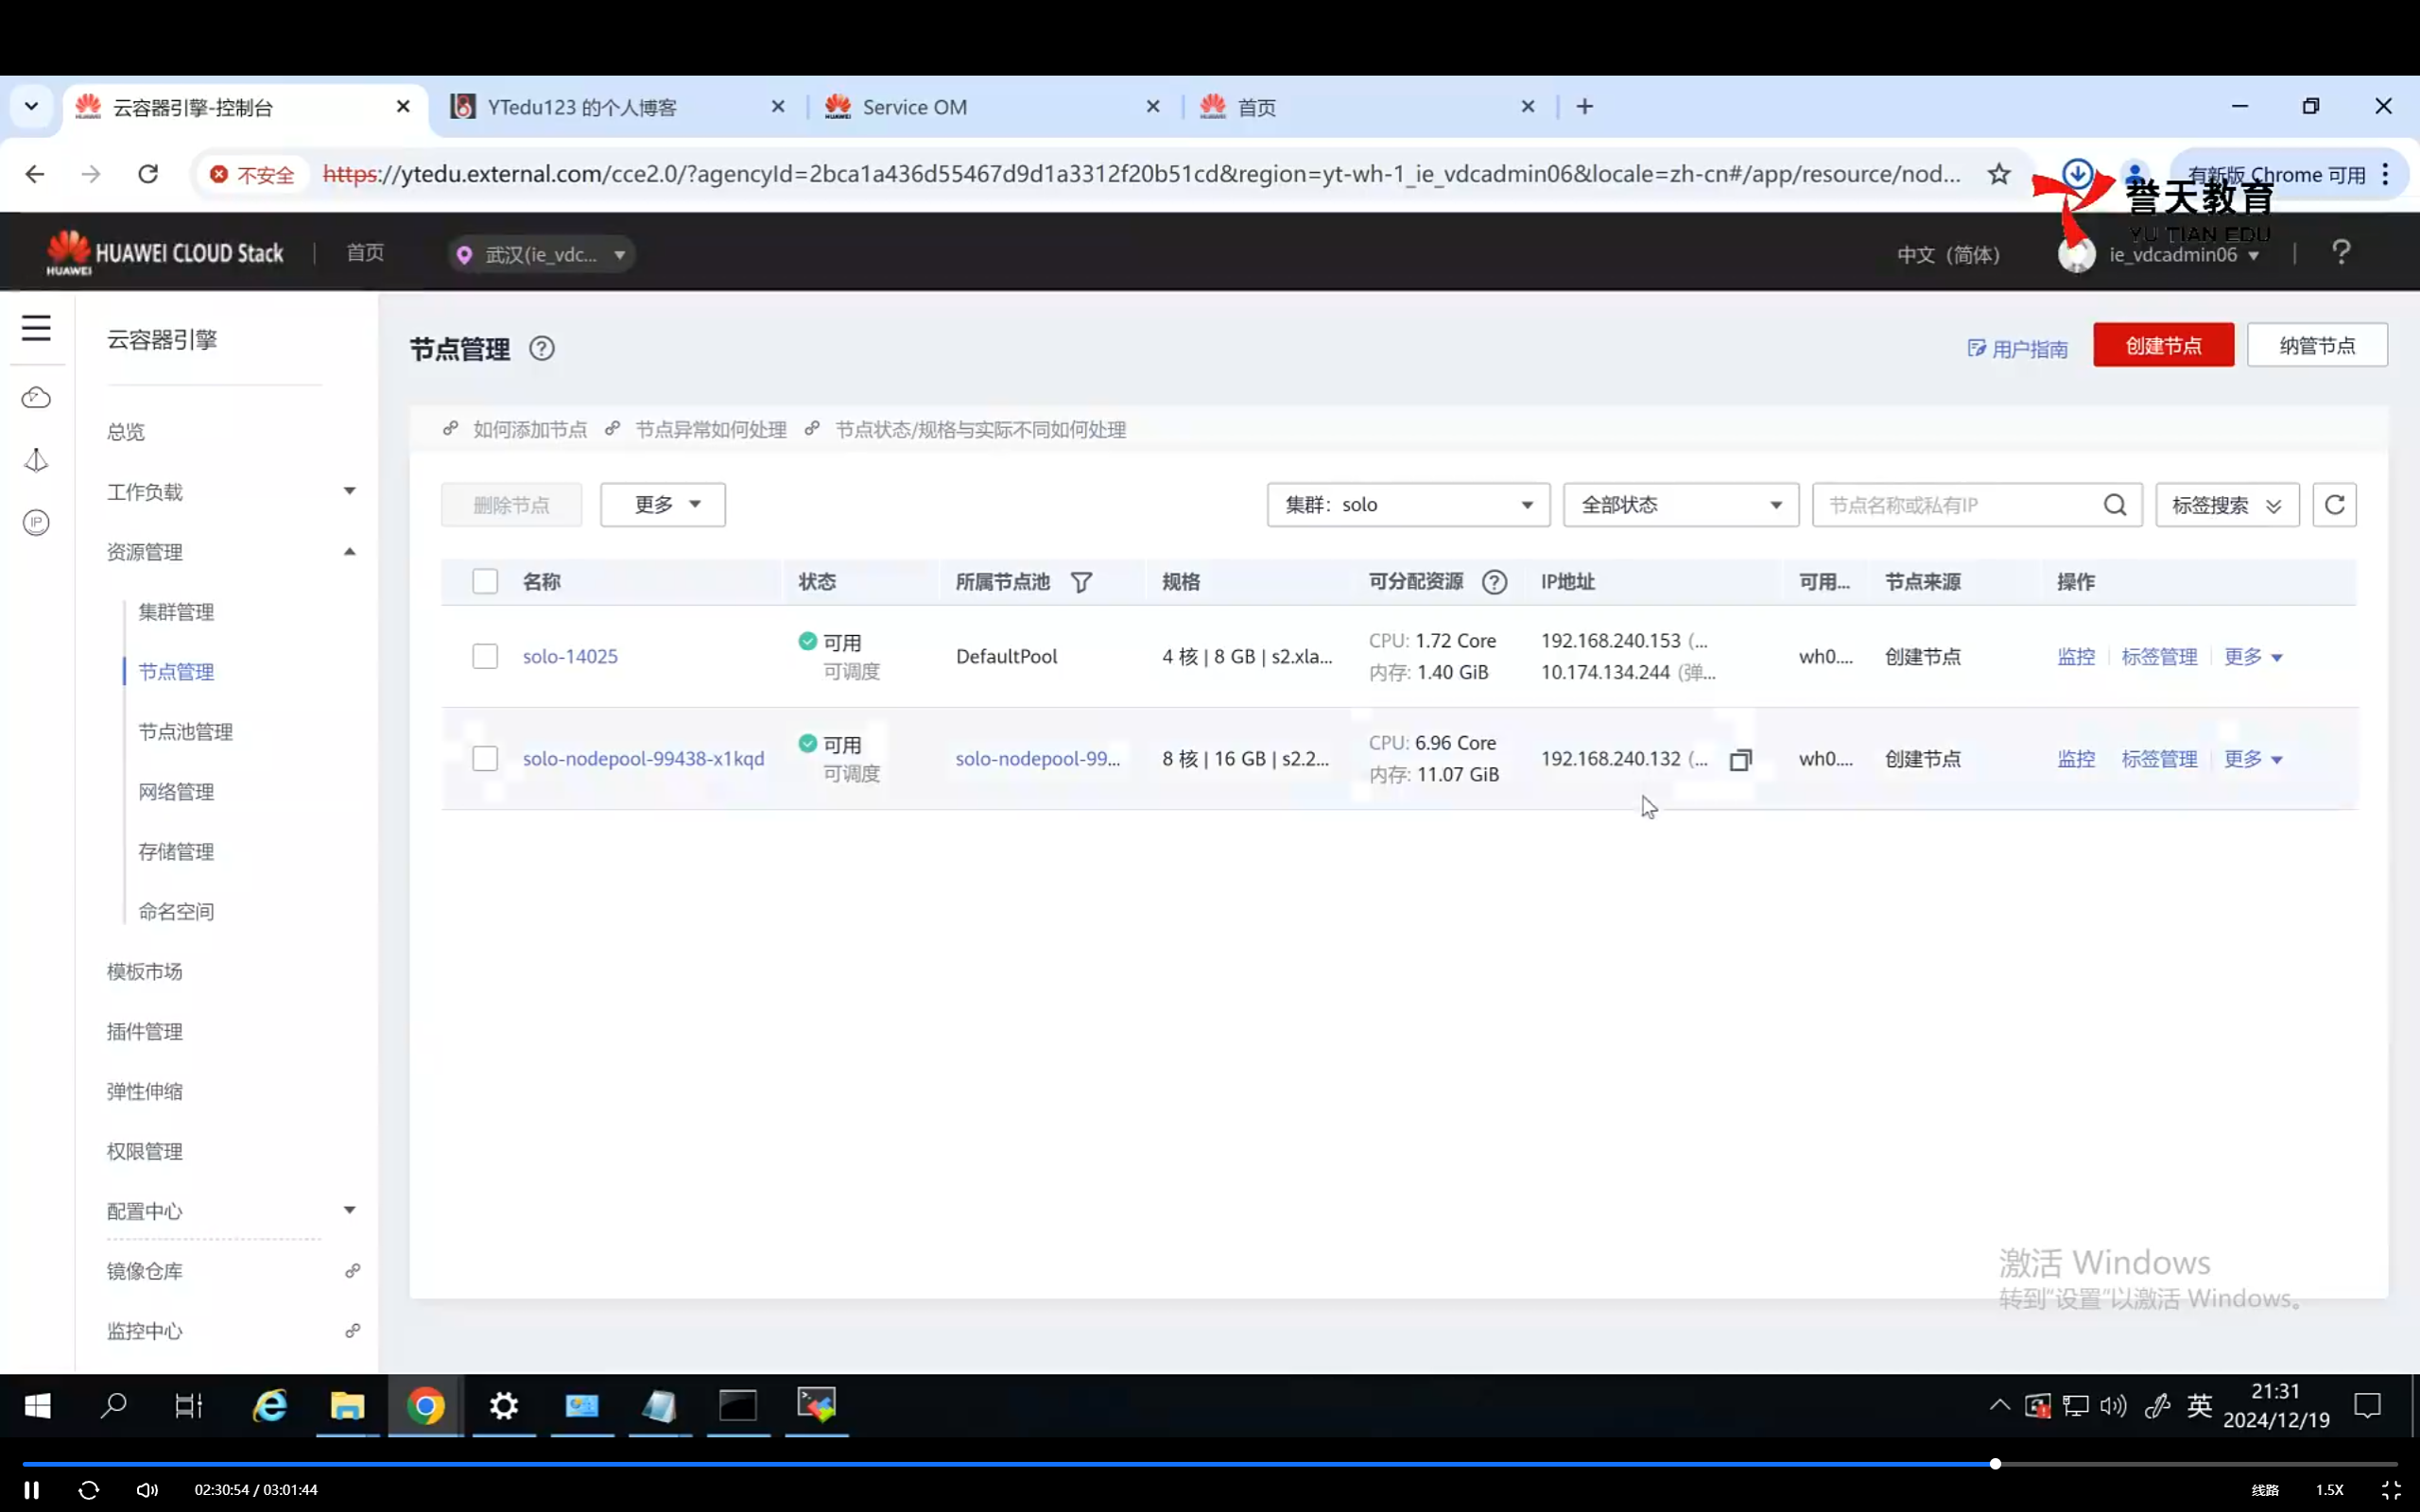 云容器引擎-控制台
YTedu123 的个人博客
Service OM
首页
不安全
https://ytedu.external.com/cce2.0/?agencyId=2bca1a436d55467d9d1a3312f20b51cd&region=yt-wh-1_ie_vdcadmin06&locale=zh-cn#/app/resource/nod...
有新版 Chrome 可用
誉天教育
YU TIAN EDU
HUAWEI
HUAWEI CLOUD Stack
首页
武汉(ie_vdc...
中文（简体）
ie_vdcadmin06
云容器引擎
总览
工作负载
资源管理
集群管理
节点管理
节点池管理
网络管理
存储管理
命名空间
模板市场
插件管理
弹性伸缩
权限管理
配置中心
镜像仓库
监控中心
节点管理
用户指南
创建节点
纳管节点
如何添加节点
节点异常如何处理
节点状态/规格与实际不同如何处理
删除节点
更多
集群：solo
全部状态
节点名称或私有IP
标签搜索
名称 状态 所属节点池 规格 可分配资源 IP地址 可用... 节点来源 操作
solo-14025
可用
可调度
DefaultPool
4 核 | 8 GB | s2.xla...
CPU: 1.72 Core
内存: 1.40 GiB
192.168.240.153 (...
10.174.134.244 (弹...
wh0....
创建节点
监控 标签管理 更多
solo-nodepool-99438-x1kqd
可用
可调度
solo-nodepool-99...
8 核 | 16 GB | s2.2...
CPU: 6.96 Core
内存: 11.07 GiB
192.168.240.132 (...
wh0....
创建节点
监控 标签管理 更多
激活 Windows
转到"设置"以激活 Windows。
英
21:31
2024/12/19
02:30:54 / 03:01:44
线路
1.5X